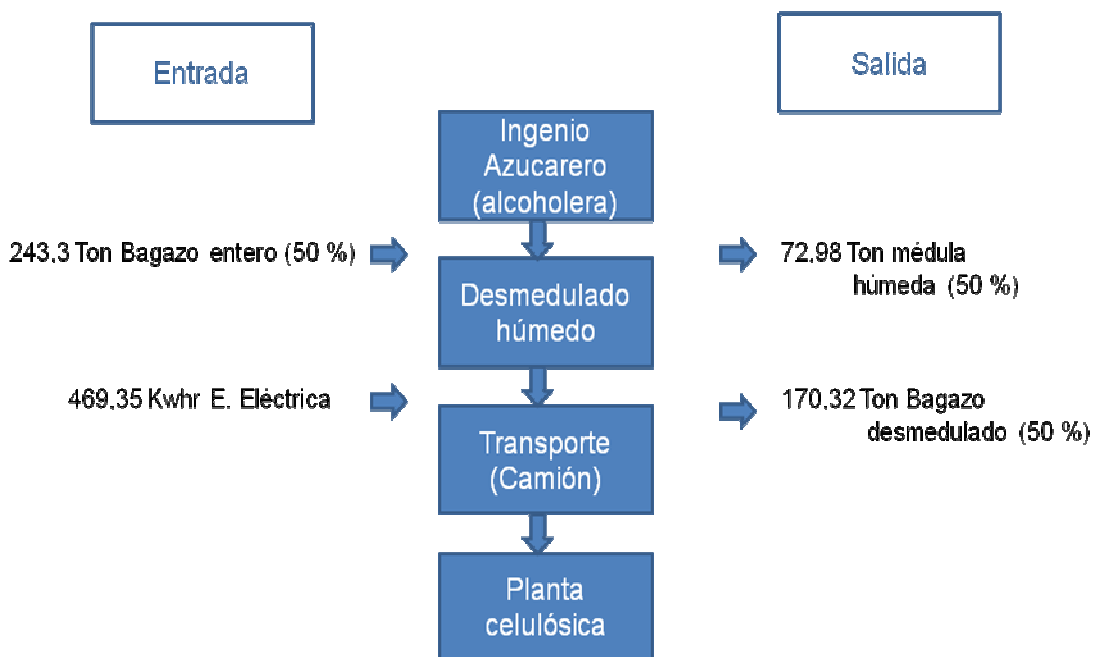 Entrada
Salida
Ingenio
Azucarero
(alcoholera)
243,3 Ton Bagazo entero (50 %)
72,98 Ton médula
húmeda (50 %)
Desmedulado
húmedo
469,35 Kwhr E. Eléctrica
170,32 Ton Bagazo
desmedulado (50 %)
Transporte
(Camión)
Planta
celulósica